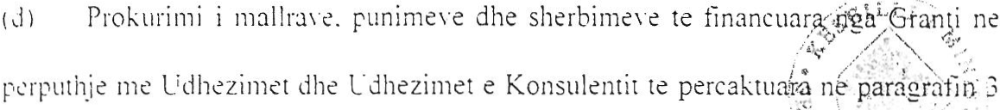 (d) Prokurimi i mallrave, punimeve dhe sherbimeve te financuara nga Granti ne
perputhje me Udhezimet dhe Udhezimet e Konsulentit te percaktuara ne paragrafin 3